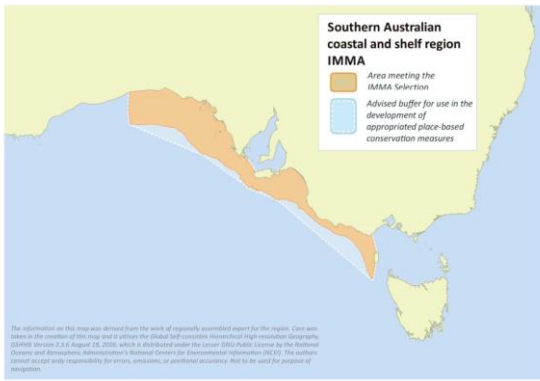 Southern Australian
coastal and shelf region
IMMA
Area meeting the
IMMA Selection
Advised buffer for use in the
development of
appropriated place-based
conservation measures
The information on this map was derived from the work of regionally assembled expert for the region. Care was
taken in the creation of this map and it utilises the Global Self-consistent Hierarchical High-resolution Geography,
GSHHG Version 2.3.6 August 19, 2016, which is distributed under the Lesser GNU Public License by the National
Oceanic and Atmospheric Administration's National Centers for Environmental Information (NCEI). The authors
cannot accept any responsibility for errors, omissions, or positional accuracy. Not to be used for purpose of
navigation.